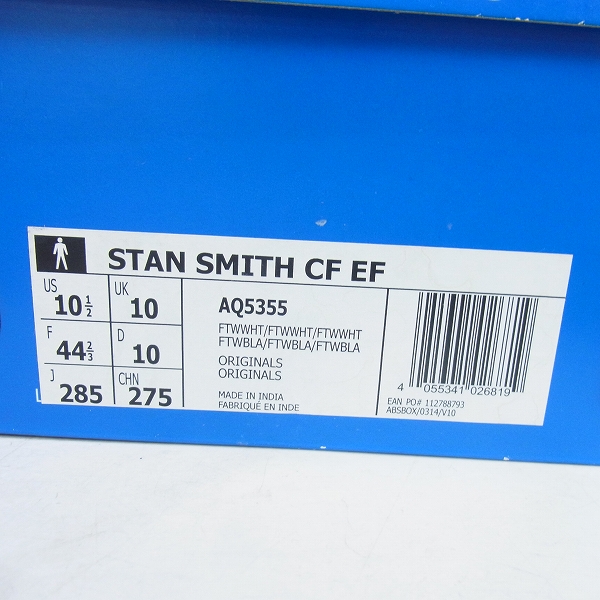 STAN SMITH CF EF
US 10 1/2 UK 10
F 44 2/3 D 10
J 285 CHN 275
AQ5355
FTWWHT/FTWWHT/FTWWHT
FTWBLA/FTWBLA/FTWBLA
ORIGINALS
ORIGINALS
MADE IN INDIA
FABRIQUÉ EN INDE
4 055341 026819
EAN PO# 112788793
ABSBOX/0314/V10